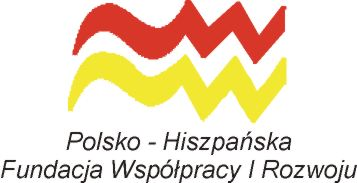 Polsko - Hiszpańska
Fundacja Współpracy I Rozwoju